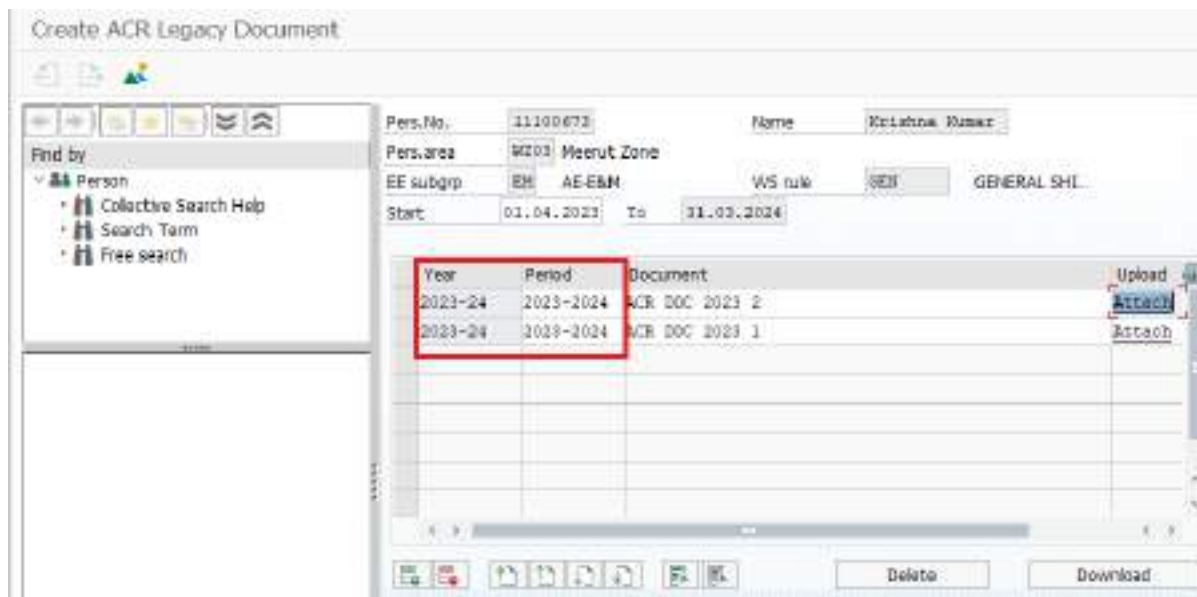 Create ACR Legacy Document
Find by
Person
Collective Search Help
Search Term
Free search
Pers.No. 11100673 Name Krishna Kumar
Pers.area MZ03 Meerut Zone
EE subgrp EM AE-E&M WS rule GEN GENERAL SHI..
Start 01.04.2023 To 31.03.2024
Year Period Document Upload
2023-24 2023-2024 ACR DOC 2023 2 Attach
2023-24 2023-2024 ACR DOC 2023 1 Attach
Delete Download